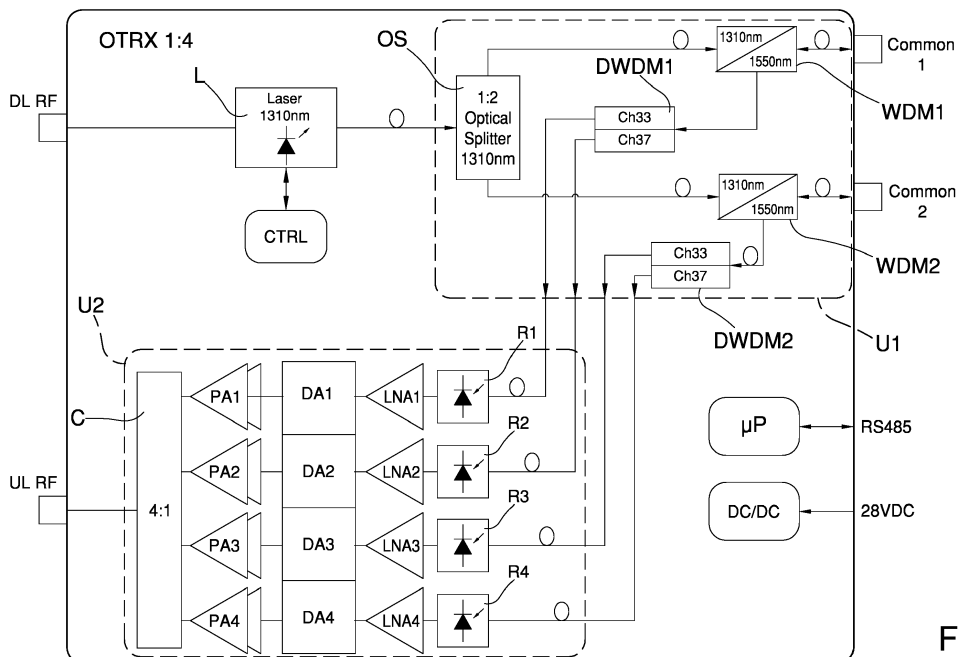 OTRX 1:4
OS
1310nm
1550nm
Common
1
WDM1
DWDM1
L
Laser
1310nm
DL RF
1:2
Optical
Splitter
1310nm
Ch33
Ch37
CTRL
1310nm
1550nm
Common
2
WDM2
Ch33
Ch37
DWDM2
U1
U2
R1
C
PA1
DA1
LNA1
R2
PA2
DA2
LNA2
UL RF
4:1
R3
PA3
DA3
LNA3
R4
PA4
DA4
LNA4
µP
RS485
DC/DC
28VDC
F